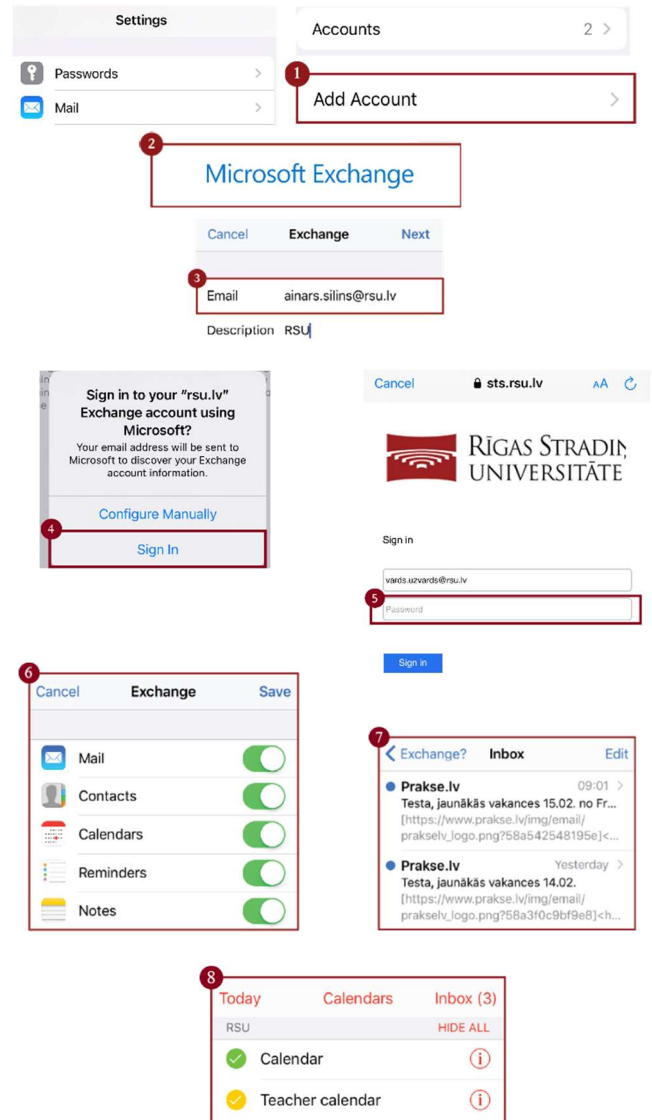 Settings
Passwords
Mail
Accounts 2
1
Add Account
2
Microsoft Exchange
Cancel Exchange Next
3
Email ainars.silins@rsu.lv
Description RSU
Sign in to your "rsu.lv"
Exchange account using
Microsoft?
Your email address will be sent to
Microsoft to discover your Exchange
account information.
Configure Manually
4
Sign In
Cancel sts.rsu.lv AA
RĪGAS STRADIŅ
UNIVERSITĀTE
Sign in
vards.uzvards@rsu.lv
5
Password
Sign in
6
Cancel Exchange Save
Mail
Contacts
Calendars
Reminders
Notes
7
Exchange? Inbox Edit
Prakse.lv 09:01
Testa, jaunākās vakances 15.02. no Fr...
[https://www.prakse.lv/img/email/
prakselv_logo.png?58a542548195e]<...
Prakse.lv Yesterday
Testa, jaunākās vakances 14.02.
[https://www.prakse.lv/img/email/
prakselv_logo.png?58a3f0c9bf9e8]<h...
8
Today Calendars Inbox (3)
RSU HIDE ALL
Calendar
Teacher calendar